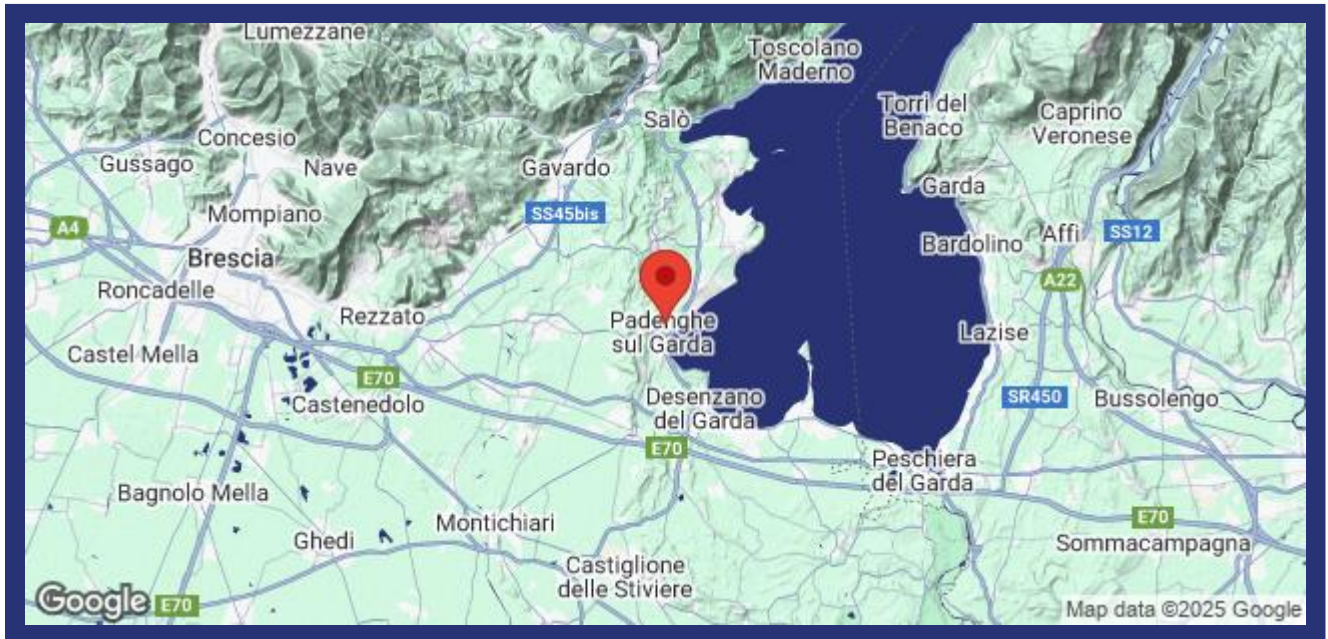 Lumezzane
Toscolano
Maderno
Torri del
Benaco
Caprino
Veronese
Salò
Concesio
Gussago
Nave
Gavardo
Garda
Mompiano
SS45bis
A4
Bardolino
Affi
SS12
Brescia
A22
Roncadelle
Rezzato
Padenghe
sul Garda
Lazise
Castel Mella
E70
Castenedolo
Desenzano
del Garda
SR450
Bussolengo
E70
Peschiera
del Garda
Bagnolo Mella
Montichiari
E70
Ghedi
Sommacampagna
Castiglione
delle Stiviere
Google
E70
Map data ©2025 Google